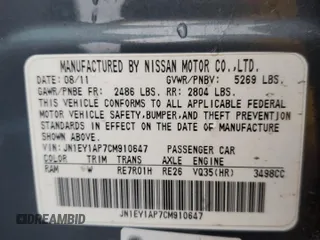 MANUFACTURED BY NISSAN MOTOR CO.,LTD.
DATE: 08/11 GVWR/PNBV: 5269 LBS.
GAWR/PNBE FR: 2486 LBS. RR: 2804 LBS.
THIS VEHICLE CONFORMS TO ALL APPLICABLE FEDERAL
MOTOR VEHICLE SAFETY,BUMPER,AND THEFT PREVENTION
STANDARDS IN EFFECT ON THE DATE OF MANUFACTURE
SHOWN ABOVE.
VIN: JN1EY1AP7CM910647 PASSENGER CAR
COLOR TRIM TRANS AXLE ENGINE
RAM W RE7R01H RE26 VQ35(HR) 3498CC
JN1EY1AP7CM910647